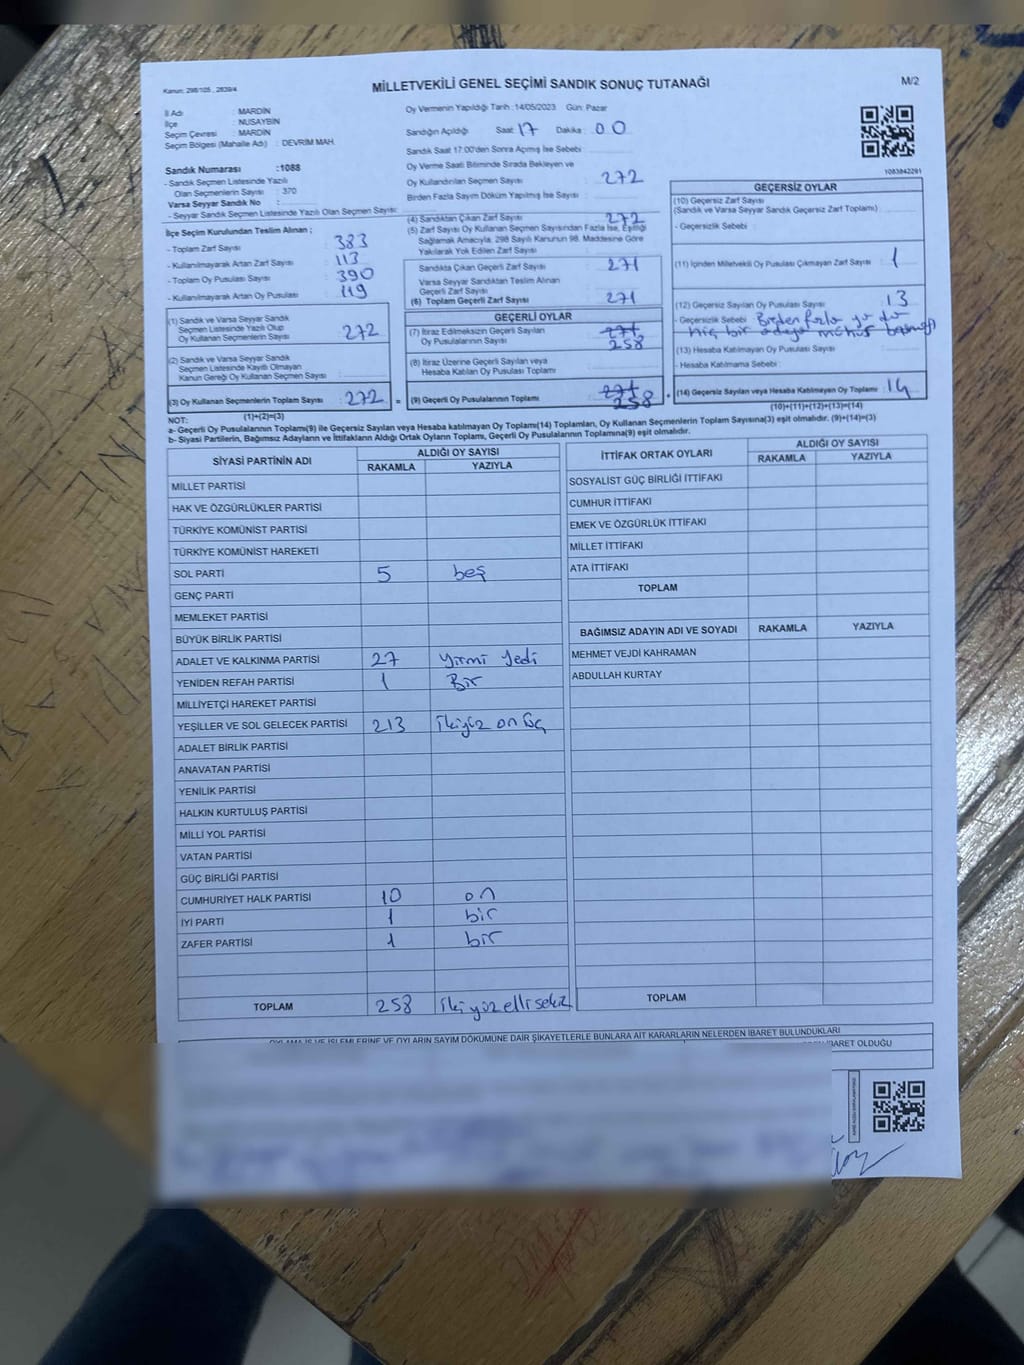 Kanun: 298/105 , 2839/4
MİLLETVEKİLİ GENEL SEÇİMİ SANDIK SONUÇ TUTANAĞI
M/2
İl Adı : MARDİN
İlçe : NUSAYBİN
Seçim Çevresi : MARDİN
Seçim Bölgesi (Mahalle Adı) : DEVRİM MAH.
Sandık Numarası :1088
- Sandık Seçmen Listesinde Yazılı
Olan Seçmenlerin Sayısı : 370
Varsa Seyyar Sandık No :
- Seyyar Sandık Seçmen Listesinde Yazılı Olan Seçmen Sayısı:
İlçe Seçim Kurulundan Teslim Alınan ;
- Toplam Zarf Sayısı : 383
- Kullanılmayarak Artan Zarf Sayısı : 113
- Toplam Oy Pusulası Sayısı : 390
- Kullanılmayarak Artan Oy Pusulası : 119
Oy Vermenin Yapıldığı Tarih :14/05/2023 Gün: Pazar
Sandığın Açıldığı Saat: 17 Dakika : 00
Sandık Saat 17:00'den Sonra Açımış İse Sebebi :
Oy Verme Saati Bitiminde Sırada Bekleyen ve
Oy Kullandırılan Seçmen Sayısı : 272
Birden Fazla Sayım Döküm Yapılmış İse Sayısı :
(4) Sandıktan Çıkan Zarf Sayısı : 272
(5) Zarf Sayısı Oy Kullanan Seçmen Sayısından Fazla İse, Eşitliği
Sağlamak Amacıyla, 298 Sayılı Kanunun 98. Maddesine Göre
Yakılarak Yok Edilen Zarf Sayısı :
Sandıkta Çıkan Geçerli Zarf Sayısı : 271
Varsa Seyyar Sandıktan Teslim Alınan
Geçerli Zarf Sayısı :
(6) Toplam Geçerli Zarf Sayısı : 271
1083842291
GEÇERSİZ OYLAR
(10) Geçersiz Zarf Sayısı
(Sandık ve Varsa Seyyar Sandık Geçersiz Zarf Toplamı) :
- Geçersizlik Sebebi :
(11) İçinden Milletvekili Oy Pusulası Çıkmayan Zarf Sayısı : 1
(12) Geçersiz Sayılan Oy Pusulası Sayısı : 13
- Geçersizlik Sebebi : Birden fazla ya da
hiç bir adaya mühür
(13) Hesaba Katılmayan Oy Pusulası Sayısı :
- Hesaba Katılmama Sebebi :
(14) Geçersiz Sayılan veya Hesaba Katılmayan Oy Toplamı : 14
(1) Sandık ve Varsa Seyyar Sandık
Seçmen Listesinde Yazılı Olup
Oy Kullanan Seçmen Sayısı : 272
(2) Sandık ve Varsa Seyyar Sandık
Seçmen Listesinde Kayıtlı Olmayan
Kanun Gereği Oy Kullanan Seçmen Sayısı :
(3) Oy Kullanan Seçmenlerin Toplam Sayısı : 272 =
(1)+(2)=(3)
GEÇERLİ OYLAR
(7) İtiraz Edilmeksizin Geçerli Sayılan
Oy Pusulalarının Sayısı : 271 258
(8) İtiraz Üzerine Geçerli Sayılan veya
Hesaba Katılan Oy Pusulası Toplamı :
(9) Geçerli Oy Pusulalarının Toplamı : 271 258 +
(10)+(11)+(12)+(13)=(14)
NOT:
a- Geçerli Oy Pusulalarının Toplamı(9) ile Geçersiz Sayılan veya Hesaba katılmayan Oy Toplamı(14) Toplamları, Oy Kullanan Seçmenlerin Toplam Sayısına(3) eşit olmalıdır. (9)+(14)=(3)
b- Siyasi Partilerin, Bağımsız Adayların ve İttifakların Aldığı Ortak Oyların Toplamı, Geçerli Oy Pusulalarının Toplamına(9) eşit olmalıdır.
SİYASİ PARTİNİN ADI ALDIĞI OY SAYISI
RAKAMLA YAZIYLA
MİLLET PARTİSİ
HAK VE ÖZGÜRLÜKLER PARTİSİ
TÜRKİYE KOMÜNİST PARTİSİ
TÜRKİYE KOMÜNİST HAREKETİ
SOL PARTİ 5 beş
GENÇ PARTİ
MEMLEKET PARTİSİ
BÜYÜK BİRLİK PARTİSİ
ADALET VE KALKINMA PARTİSİ 27 yirmi yedi
YENİDEN REFAH PARTİSİ 1 Bir
MİLLİYETÇİ HAREKET PARTİSİ
YEŞİLLER VE SOL GELECEK PARTİSİ 213 ikiyüz on üç
ADALET BİRLİK PARTİSİ
ANAVATAN PARTİSİ
YENİLİK PARTİSİ
HALKIN KURTULUŞ PARTİSİ
MİLLİ YOL PARTİSİ
VATAN PARTİSİ
GÜÇ BİRLİĞİ PARTİSİ
CUMHURİYET HALK PARTİSİ 10 on
İYİ PARTİ 1 bir
ZAFER PARTİSİ 1 bir
TOPLAM 258 iki yüz elli sekiz
İTTİFAK ORTAK OYLARI ALDIĞI OY SAYISI
RAKAMLA YAZIYLA
SOSYALİST GÜÇ BİRLİĞİ İTTİFAKI
CUMHUR İTTİFAKI
EMEK VE ÖZGÜRLÜK İTTİFAKI
MİLLET İTTİFAKI
ATA İTTİFAKI
TOPLAM
BAĞIMSIZ ADAYIN ADI VE SOYADI RAKAMLA YAZIYLA
MEHMET VEJDİ KAHRAMAN
ABDULLAH KURTAY
TOPLAM
OYLAMA İŞ VE İŞLEMLERİNE VE OYLARIN SAYIM DÖKÜMÜNE DAİR ŞİKAYETLERLE BUNLARA AİT KARARLARIN NELERDEN İBARET BULUNDUKLARI
İBARET OLDUĞU